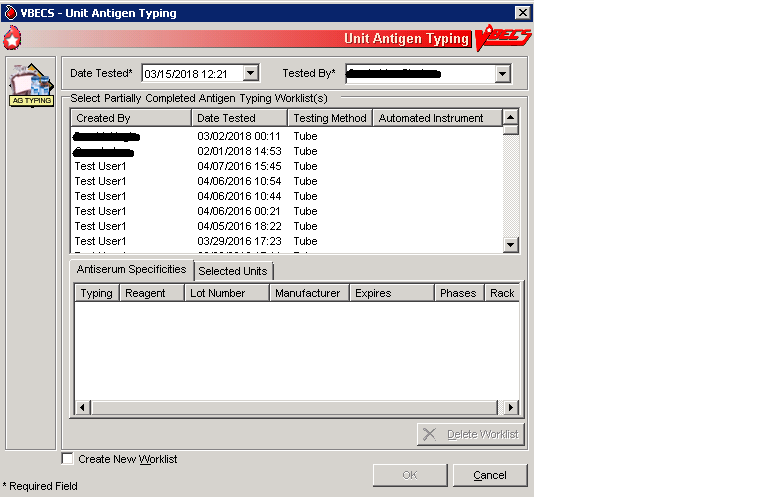 VBECS - Unit Antigen Typing
Unit Antigen Typing VBECS
AG TYPING
Date Tested* 03/15/2018 12:21 Tested By*
Select Partially Completed Antigen Typing Worklist(s)
Created By Date Tested Testing Method Automated Instrument
03/02/2018 00:11 Tube
02/01/2018 14:53 Tube
Test User1 04/07/2016 15:45 Tube
Test User1 04/06/2016 10:54 Tube
Test User1 04/06/2016 10:44 Tube
Test User1 04/06/2016 00:21 Tube
Test User1 04/05/2016 18:22 Tube
Test User1 03/29/2016 17:23 Tube
Antiserum Specificities Selected Units
Typing Reagent Lot Number Manufacturer Expires Phases Rack
Delete Worklist
Create New Worklist
OK Cancel
* Required Field